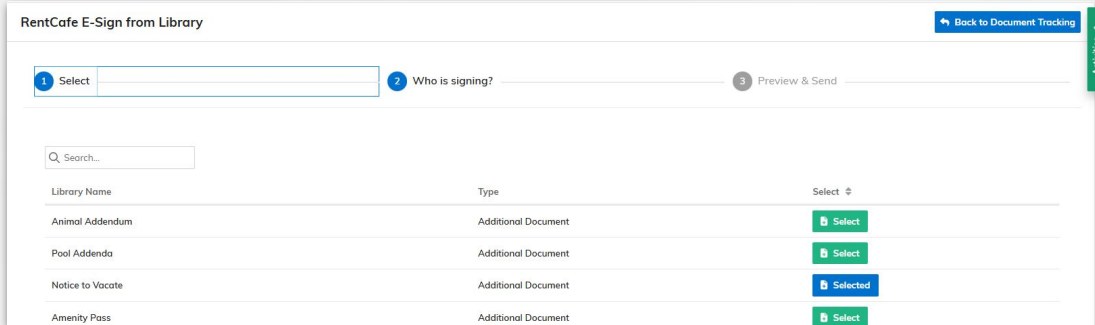 RentCafe E-Sign from Library
Back to Document Tracking
1 Select 2 Who is signing? 3 Preview & Send
Search...
Library Name Type Select
Animal Addendum Additional Document Select
Pool Addenda Additional Document Select
Notice to Vacate Additional Document Selected
Amenity Pass Additional Document Select